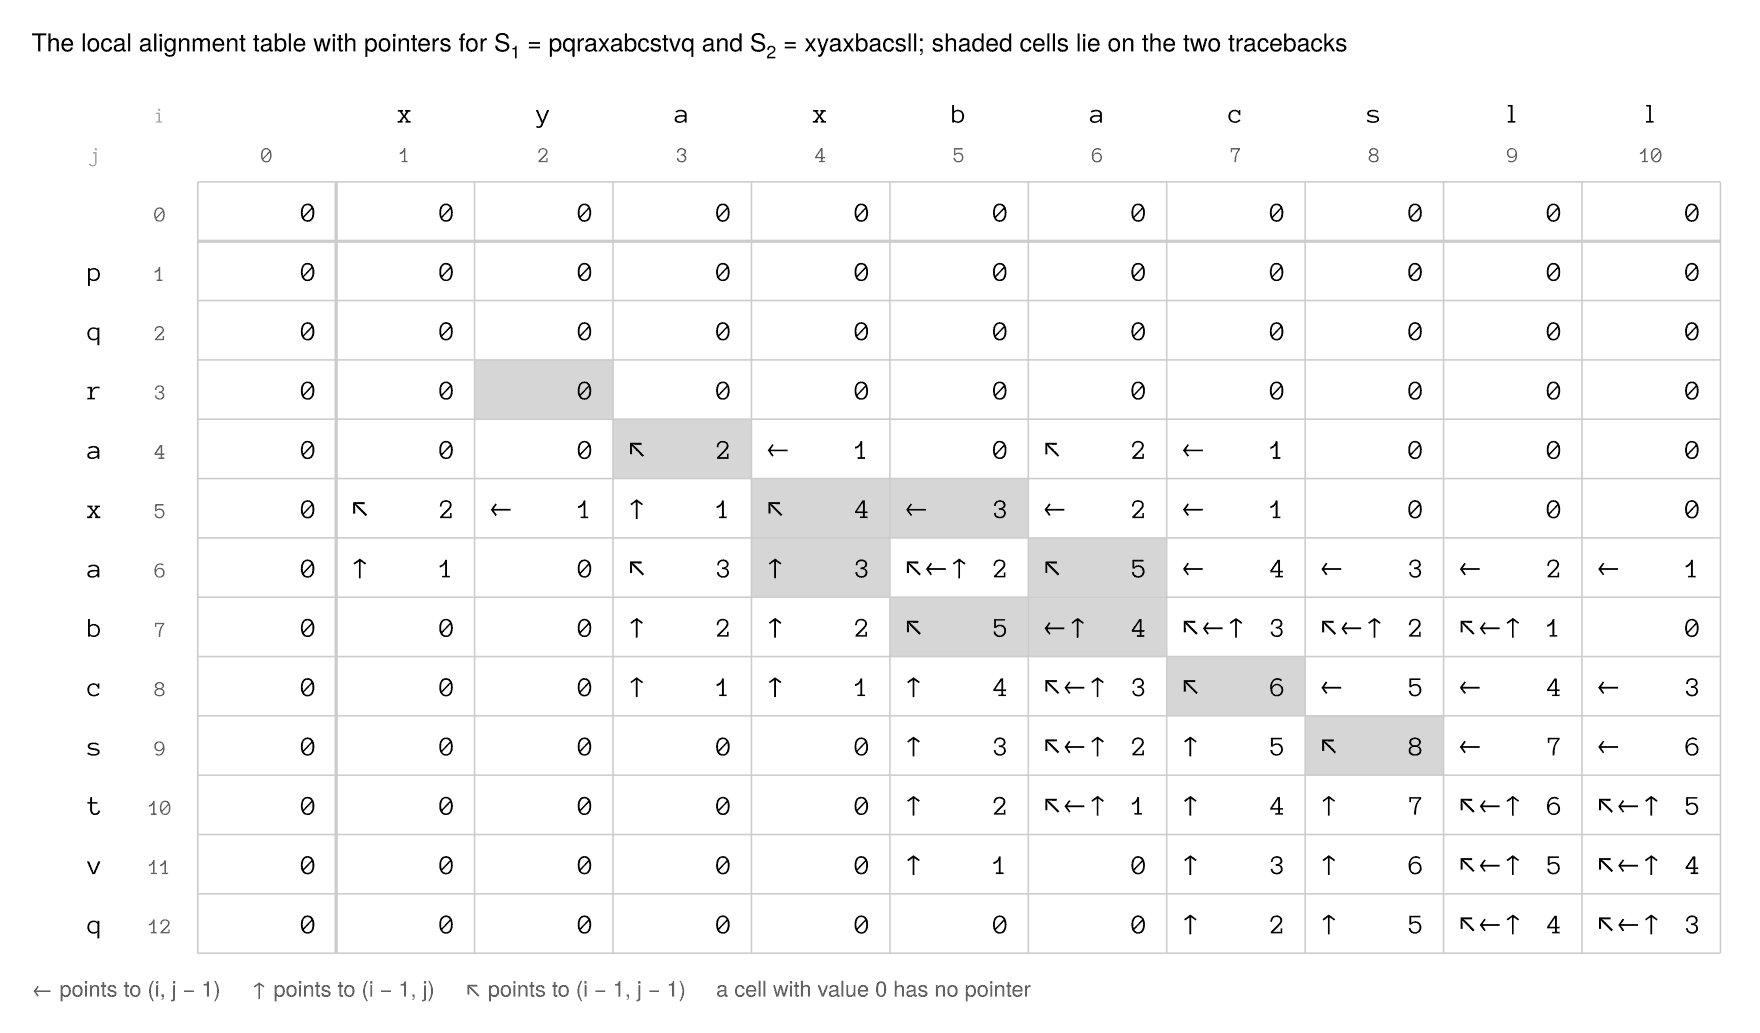 The local alignment table with pointers for S1 = pqraxabcstvq and S2 = xyaxbacsll; shaded cells lie on the two tracebacks
i x y a x b a c s l l
j 0 1 2 3 4 5 6 7 8 9 10
0 0 0 0 0 0 0 0 0 0 0 0
p 1 0 0 0 0 0 0 0 0 0 0 0
q 2 0 0 0 0 0 0 0 0 0 0 0
r 3 0 0 0 0 0 0 0 0 0 0 0
a 4 0 0 0 ↖ 2 ← 1 0 ↖ 2 ← 1 0 0 0
x 5 0 ↖ 2 ← 1 ↑ 1 ↖ 4 ← 3 ← 2 ← 1 0 0 0
a 6 0 ↑ 1 0 ↖ 3 ↑ 3 ↖←↑ 2 ↖ 5 ← 4 ← 3 ← 2 ← 1
b 7 0 0 0 ↑ 2 ↑ 2 ↖ 5 ←↑ 4 ↖←↑ 3 ↖←↑ 2 ↖←↑ 1 0
c 8 0 0 0 ↑ 1 ↑ 1 ↑ 4 ↖←↑ 3 ↖ 6 ← 5 ← 4 ← 3
s 9 0 0 0 0 0 ↑ 3 ↖←↑ 2 ↑ 5 ↖ 8 ← 7 ← 6
t 10 0 0 0 0 0 ↑ 2 ↖←↑ 1 ↑ 4 ↑ 7 ↖←↑ 6 ↖←↑ 5
v 11 0 0 0 0 0 ↑ 1 0 ↑ 3 ↑ 6 ↖←↑ 5 ↖←↑ 4
q 12 0 0 0 0 0 0 0 ↑ 2 ↑ 5 ↖←↑ 4 ↖←↑ 3
← points to (i, j − 1) ↑ points to (i − 1, j) ↖ points to (i − 1, j − 1) a cell with value 0 has no pointer